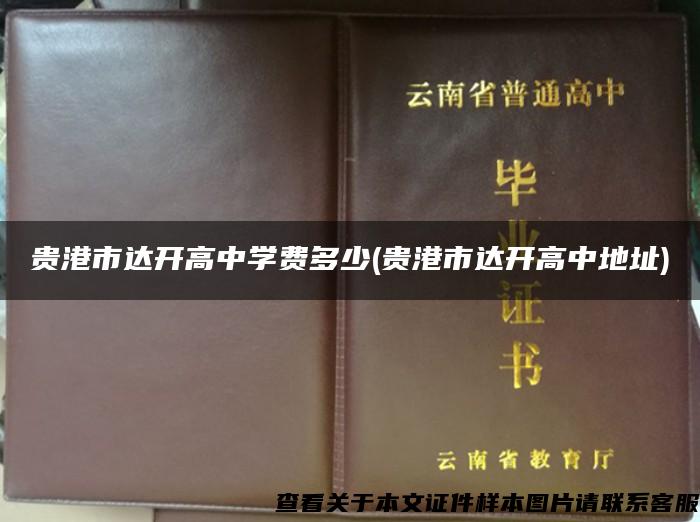 云南省普通高中
毕
业
贵港市达开高中学费多少(贵港市达开高中地址)
证
书
云南省教育厅
查看关于本文证件样本图片请联系客服